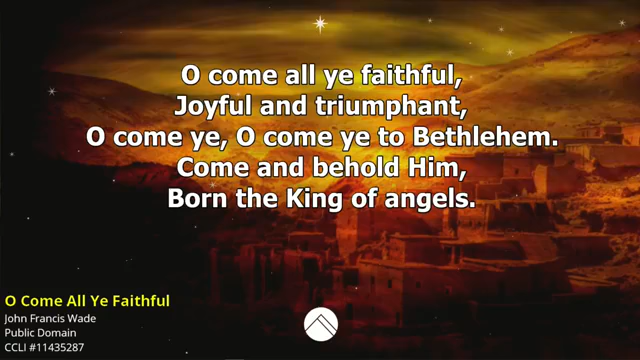 O come all ye faithful,
Joyful and triumphant,
O come ye, O come ye to Bethlehem.
Come and behold Him,
Born the King of angels.
O Come All Ye Faithful
John Francis Wade
Public Domain
CCLI #11435287